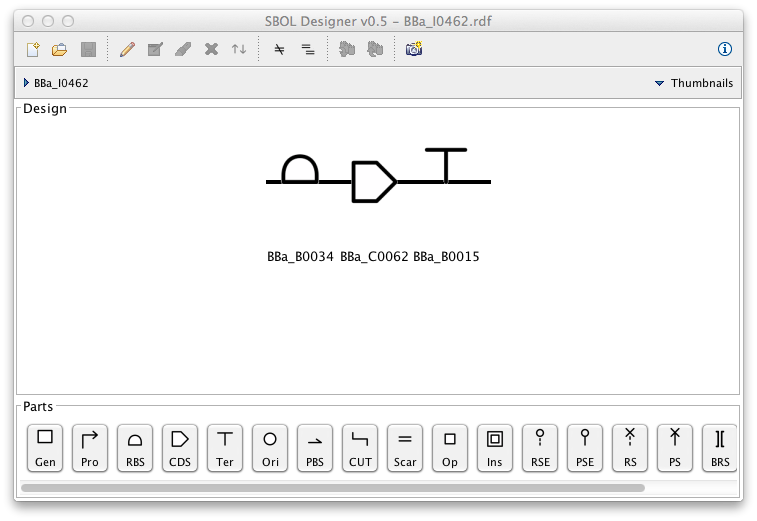 SBOL Designer v0.5 - BBa_I0462.rdf
BBa_I0462 Thumbnails
Design
BBa_B0034 BBa_C0062 BBa_B0015
Parts
Gen Pro RBS CDS Ter Ori PBS CUT Scar Op Ins RSE PSE RS PS BRS